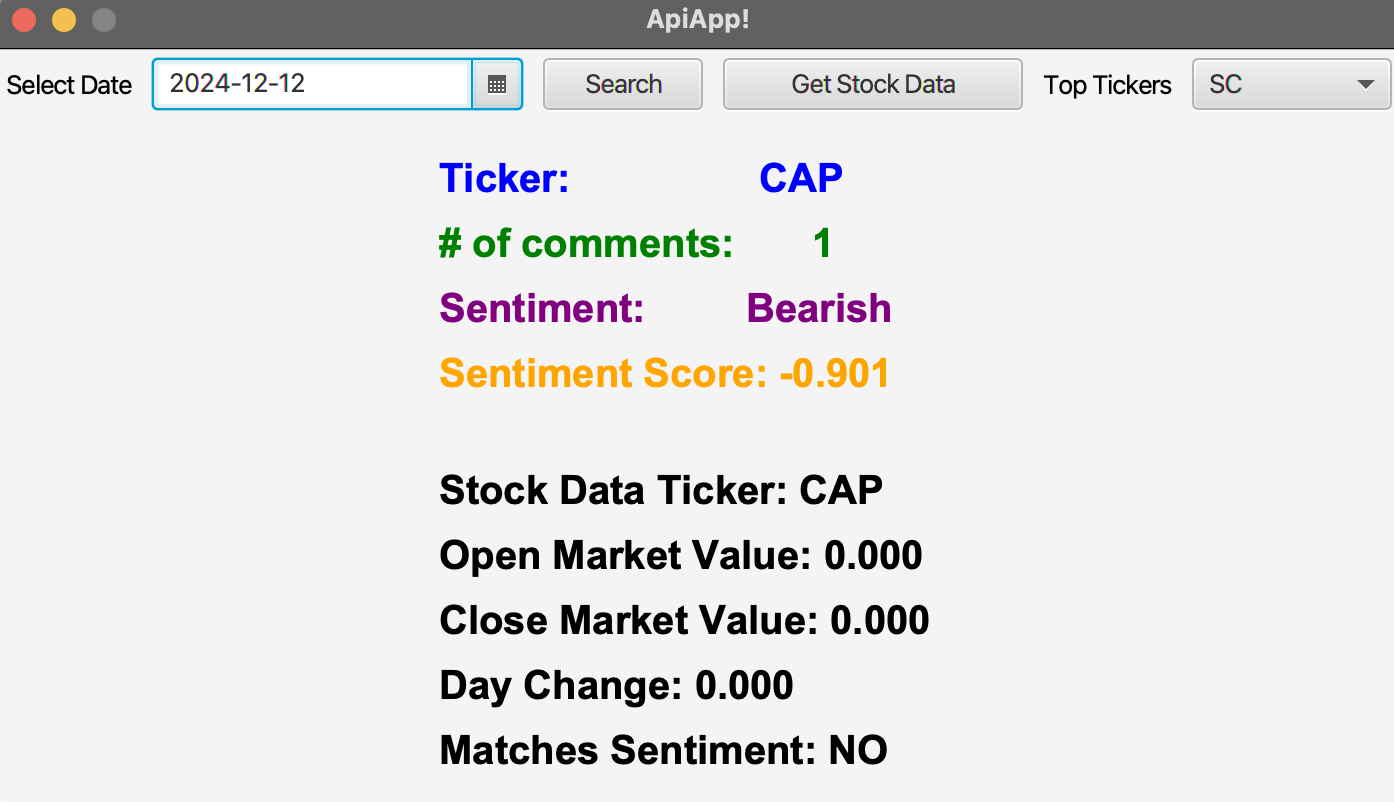 ApiApp!
Select Date 2024-12-12 Search Get Stock Data Top Tickers SC
Ticker: CAP
# of comments: 1
Sentiment: Bearish
Sentiment Score: -0.901
Stock Data Ticker: CAP
Open Market Value: 0.000
Close Market Value: 0.000
Day Change: 0.000
Matches Sentiment: NO